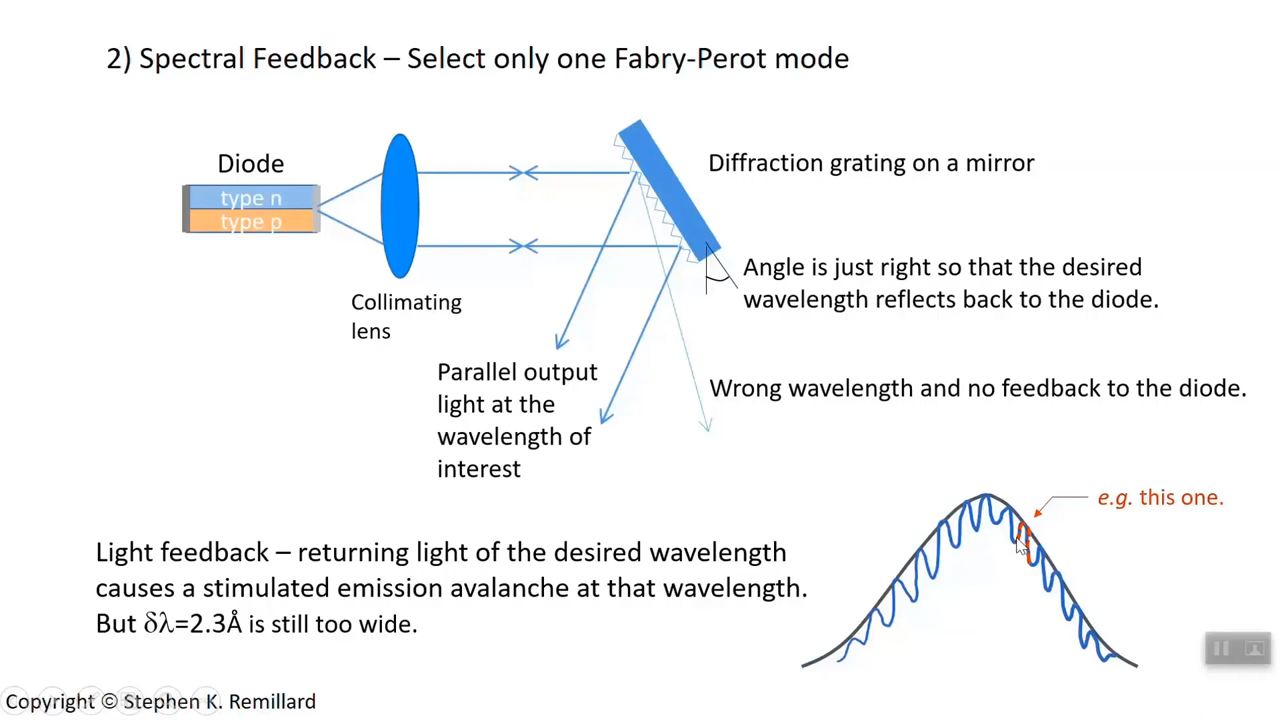 2) Spectral Feedback – Select only one Fabry-Perot mode
Diode
type n
type p
Collimating
lens
Diffraction grating on a mirror
Angle is just right so that the desired
wavelength reflects back to the diode.
Parallel output
light at the
wavelength of
interest
Wrong wavelength and no feedback to the diode.
e.g. this one.
Light feedback – returning light of the desired wavelength
causes a stimulated emission avalanche at that wavelength.
But δλ=2.3Å is still too wide.
Copyright © Stephen K. Remillard